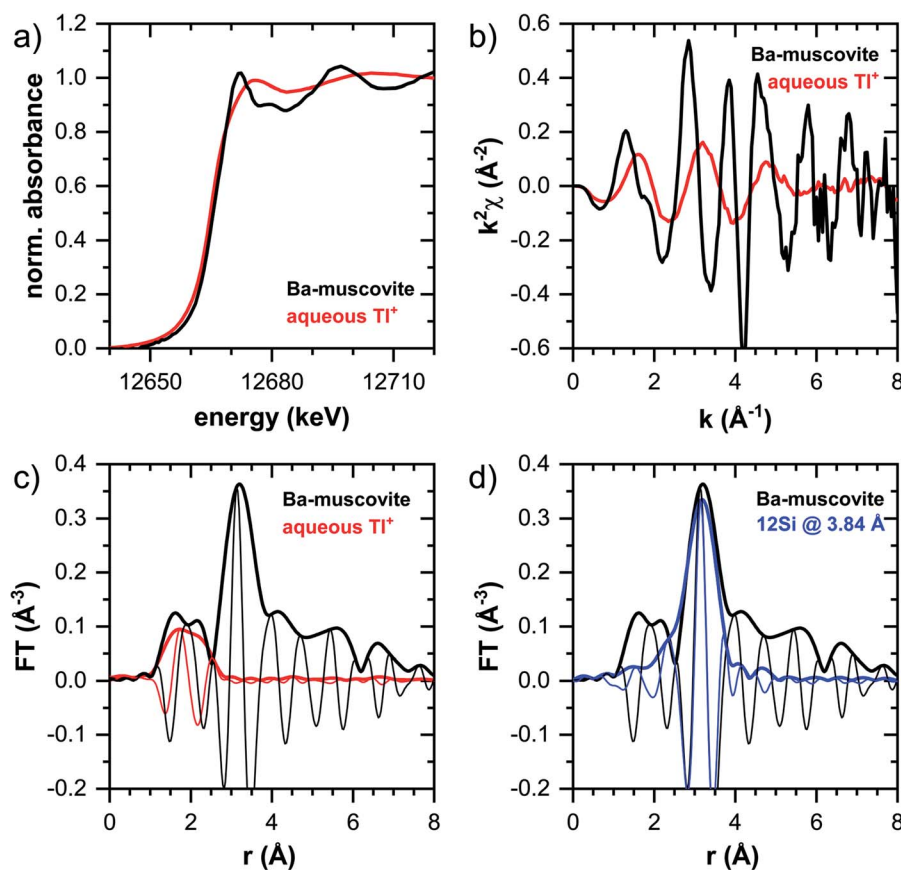 a)
1.2
1.0
0.8
0.6
0.4
0.2
0.0
norm. absorbance
Ba-muscovite
aqueous Tl⁺
12650 12680 12710
energy (keV)
b)
0.6
0.4
0.2
0.0
-0.2
-0.4
-0.6
k²χ (Å⁻²)
Ba-muscovite
aqueous Tl⁺
0 2 4 6 8
k (Å⁻¹)
c)
0.4
0.3
0.2
0.1
0.0
-0.1
-0.2
FT (Å⁻³)
Ba-muscovite
aqueous Tl⁺
0 2 4 6 8
r (Å)
d)
0.4
0.3
0.2
0.1
0.0
-0.1
-0.2
FT (Å⁻³)
Ba-muscovite
12Si @ 3.84 Å
0 2 4 6 8
r (Å)